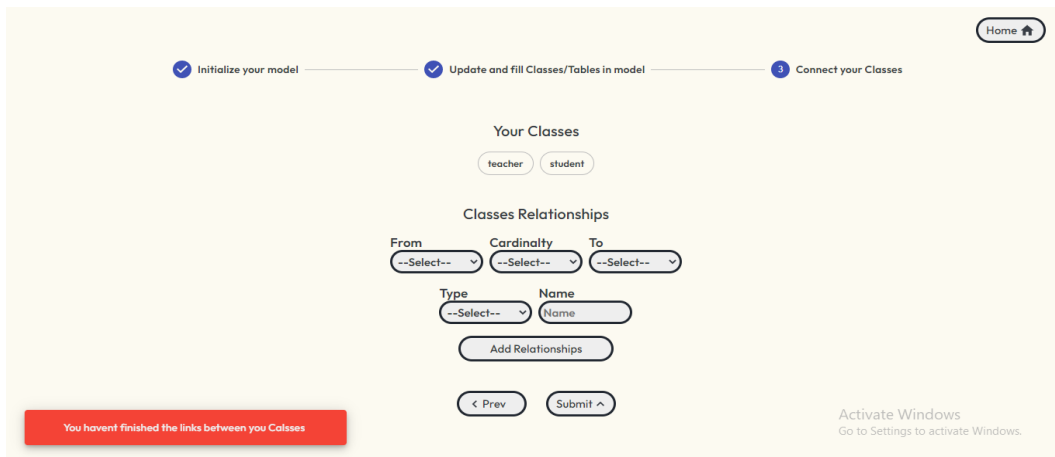 Home
Initialize your model
Update and fill Classes/Tables in model
3 Connect your Classes
Your Classes
teacher student
Classes Relationships
From Cardinalty To
--Select-- --Select-- --Select--
Type Name
--Select-- Name
Add Relationships
Prev Submit
You havent finished the links between you Calsses
Activate Windows
Go to Settings to activate Windows.